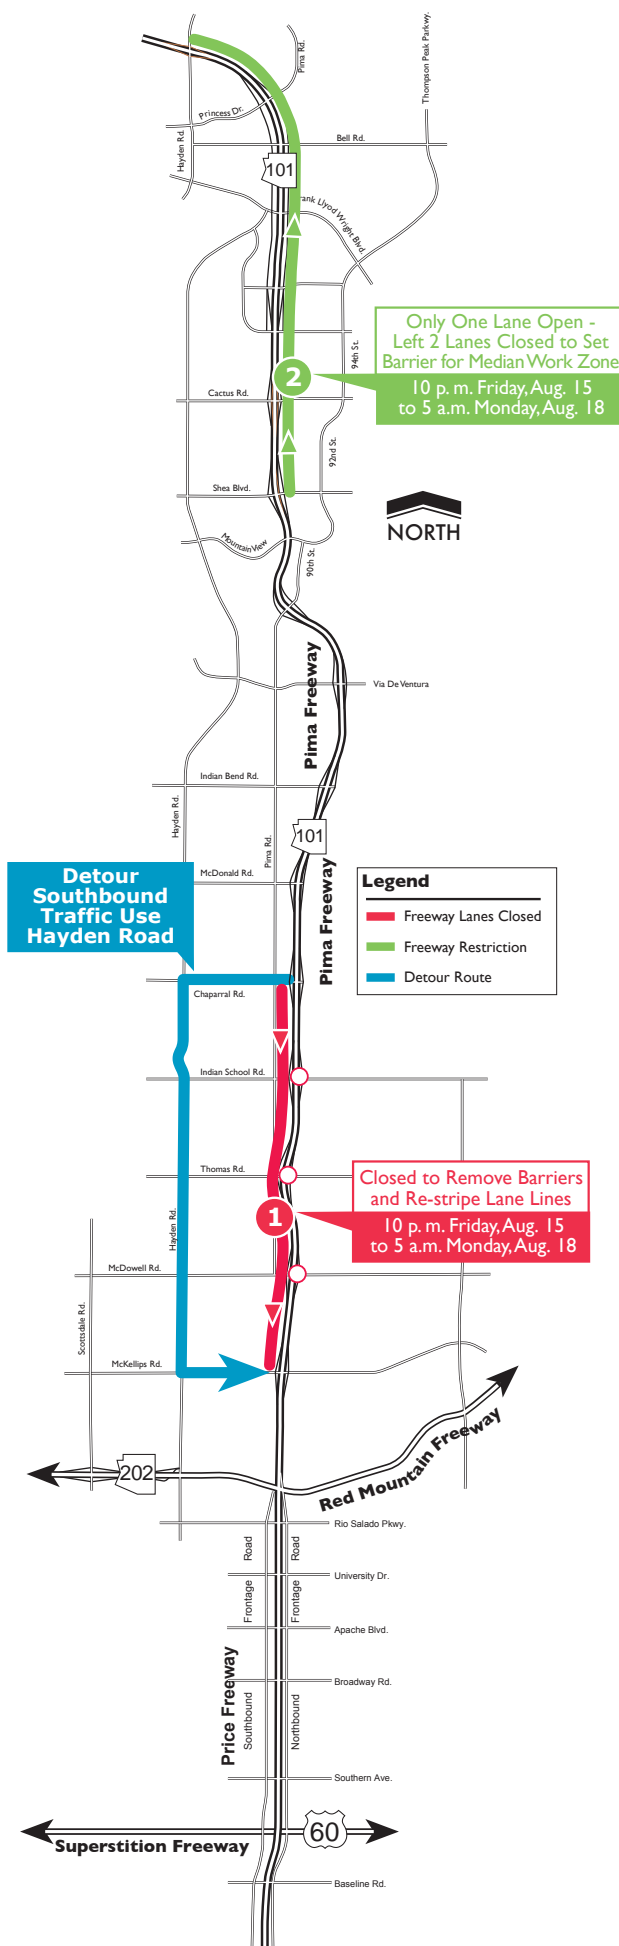 Pima Rd.
Thompson Peak Parkwy.
Princess Dr.
Hayden Rd.
Bell Rd.
101
rank Llyod Wright Blvd.
Only One Lane Open -
Left 2 Lanes Closed to Set
Barrier for Median Work Zone
10 p. m. Friday, Aug. 15
to 5 a.m. Monday, Aug. 18
94th St.
2
Cactus Rd.
92nd St.
Shea Blvd.
NORTH
Mountain View
90th St.
Via De Ventura
Pima Freeway
Indian Bend Rd.
Hayden Rd.
Pima Rd.
101
McDonald Rd.
Pima Freeway
Detour
Southbound
Traffic Use
Hayden Road
Legend
Freeway Lanes Closed
Freeway Restriction
Detour Route
Chaparral Rd.
Indian School Rd.
Thomas Rd.
Closed to Remove Barriers
and Re-stripe Lane Lines
10 p. m. Friday, Aug. 15
to 5 a.m. Monday, Aug. 18
1
Hayden Rd.
McDowell Rd.
Scottsdale Rd.
McKellips Rd.
202
Red Mountain Freeway
Rio Salado Pkwy.
Southbound Frontage Road
Northbound Frontage Road
University Dr.
Apache Blvd.
Broadway Rd.
Price Freeway
Southern Ave.
60
Superstition Freeway
Baseline Rd.